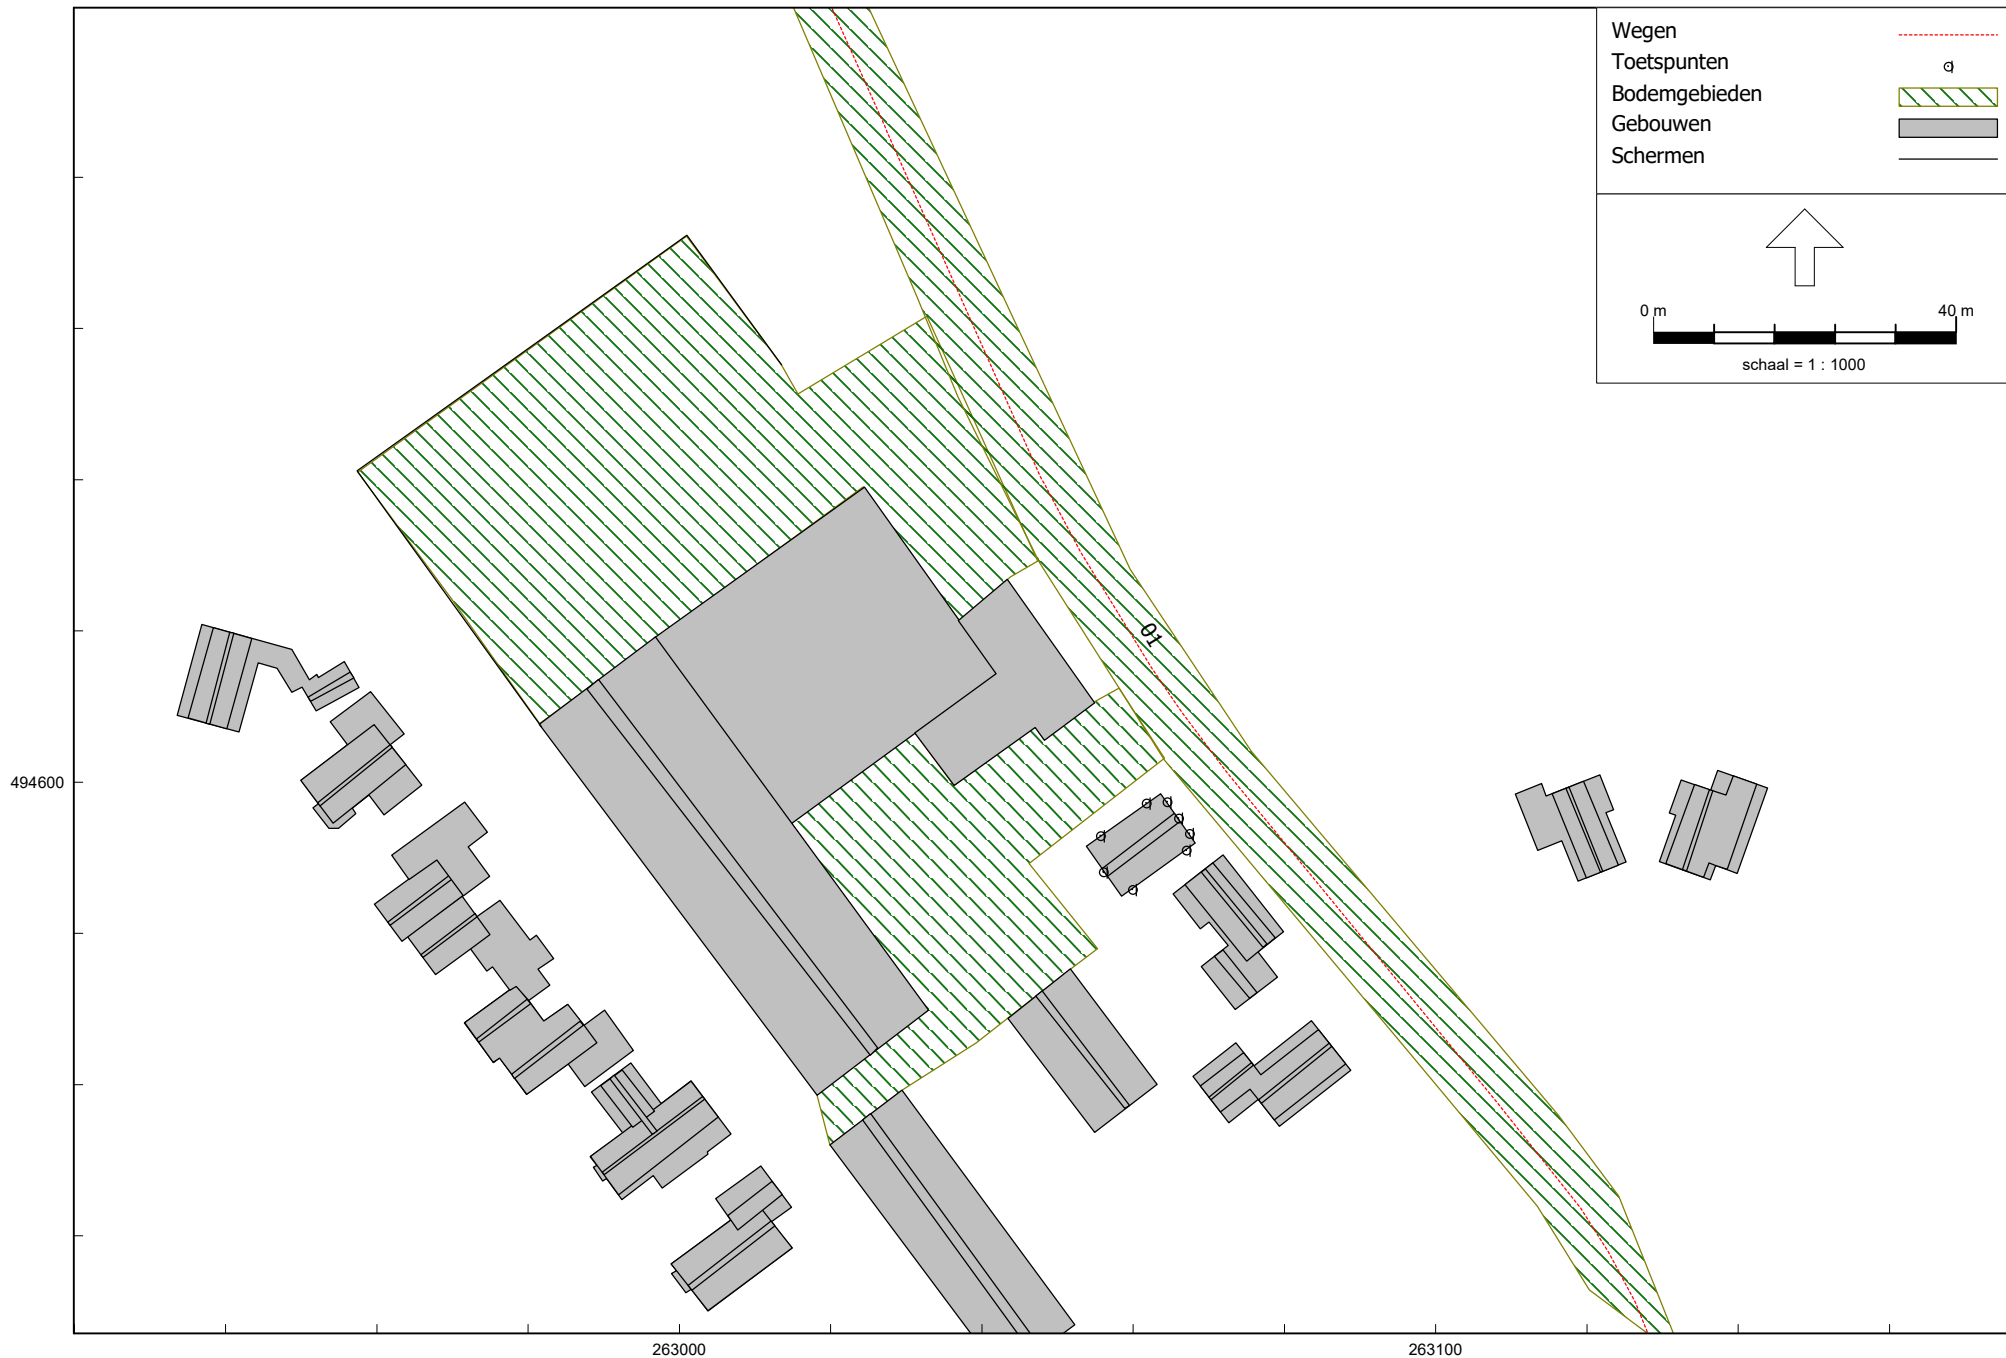 Wegen
Toetspunten
Bodemgebieden
Gebouwen
Schermen
0 m 40 m
schaal = 1 : 1000
01
494600
263000 263100